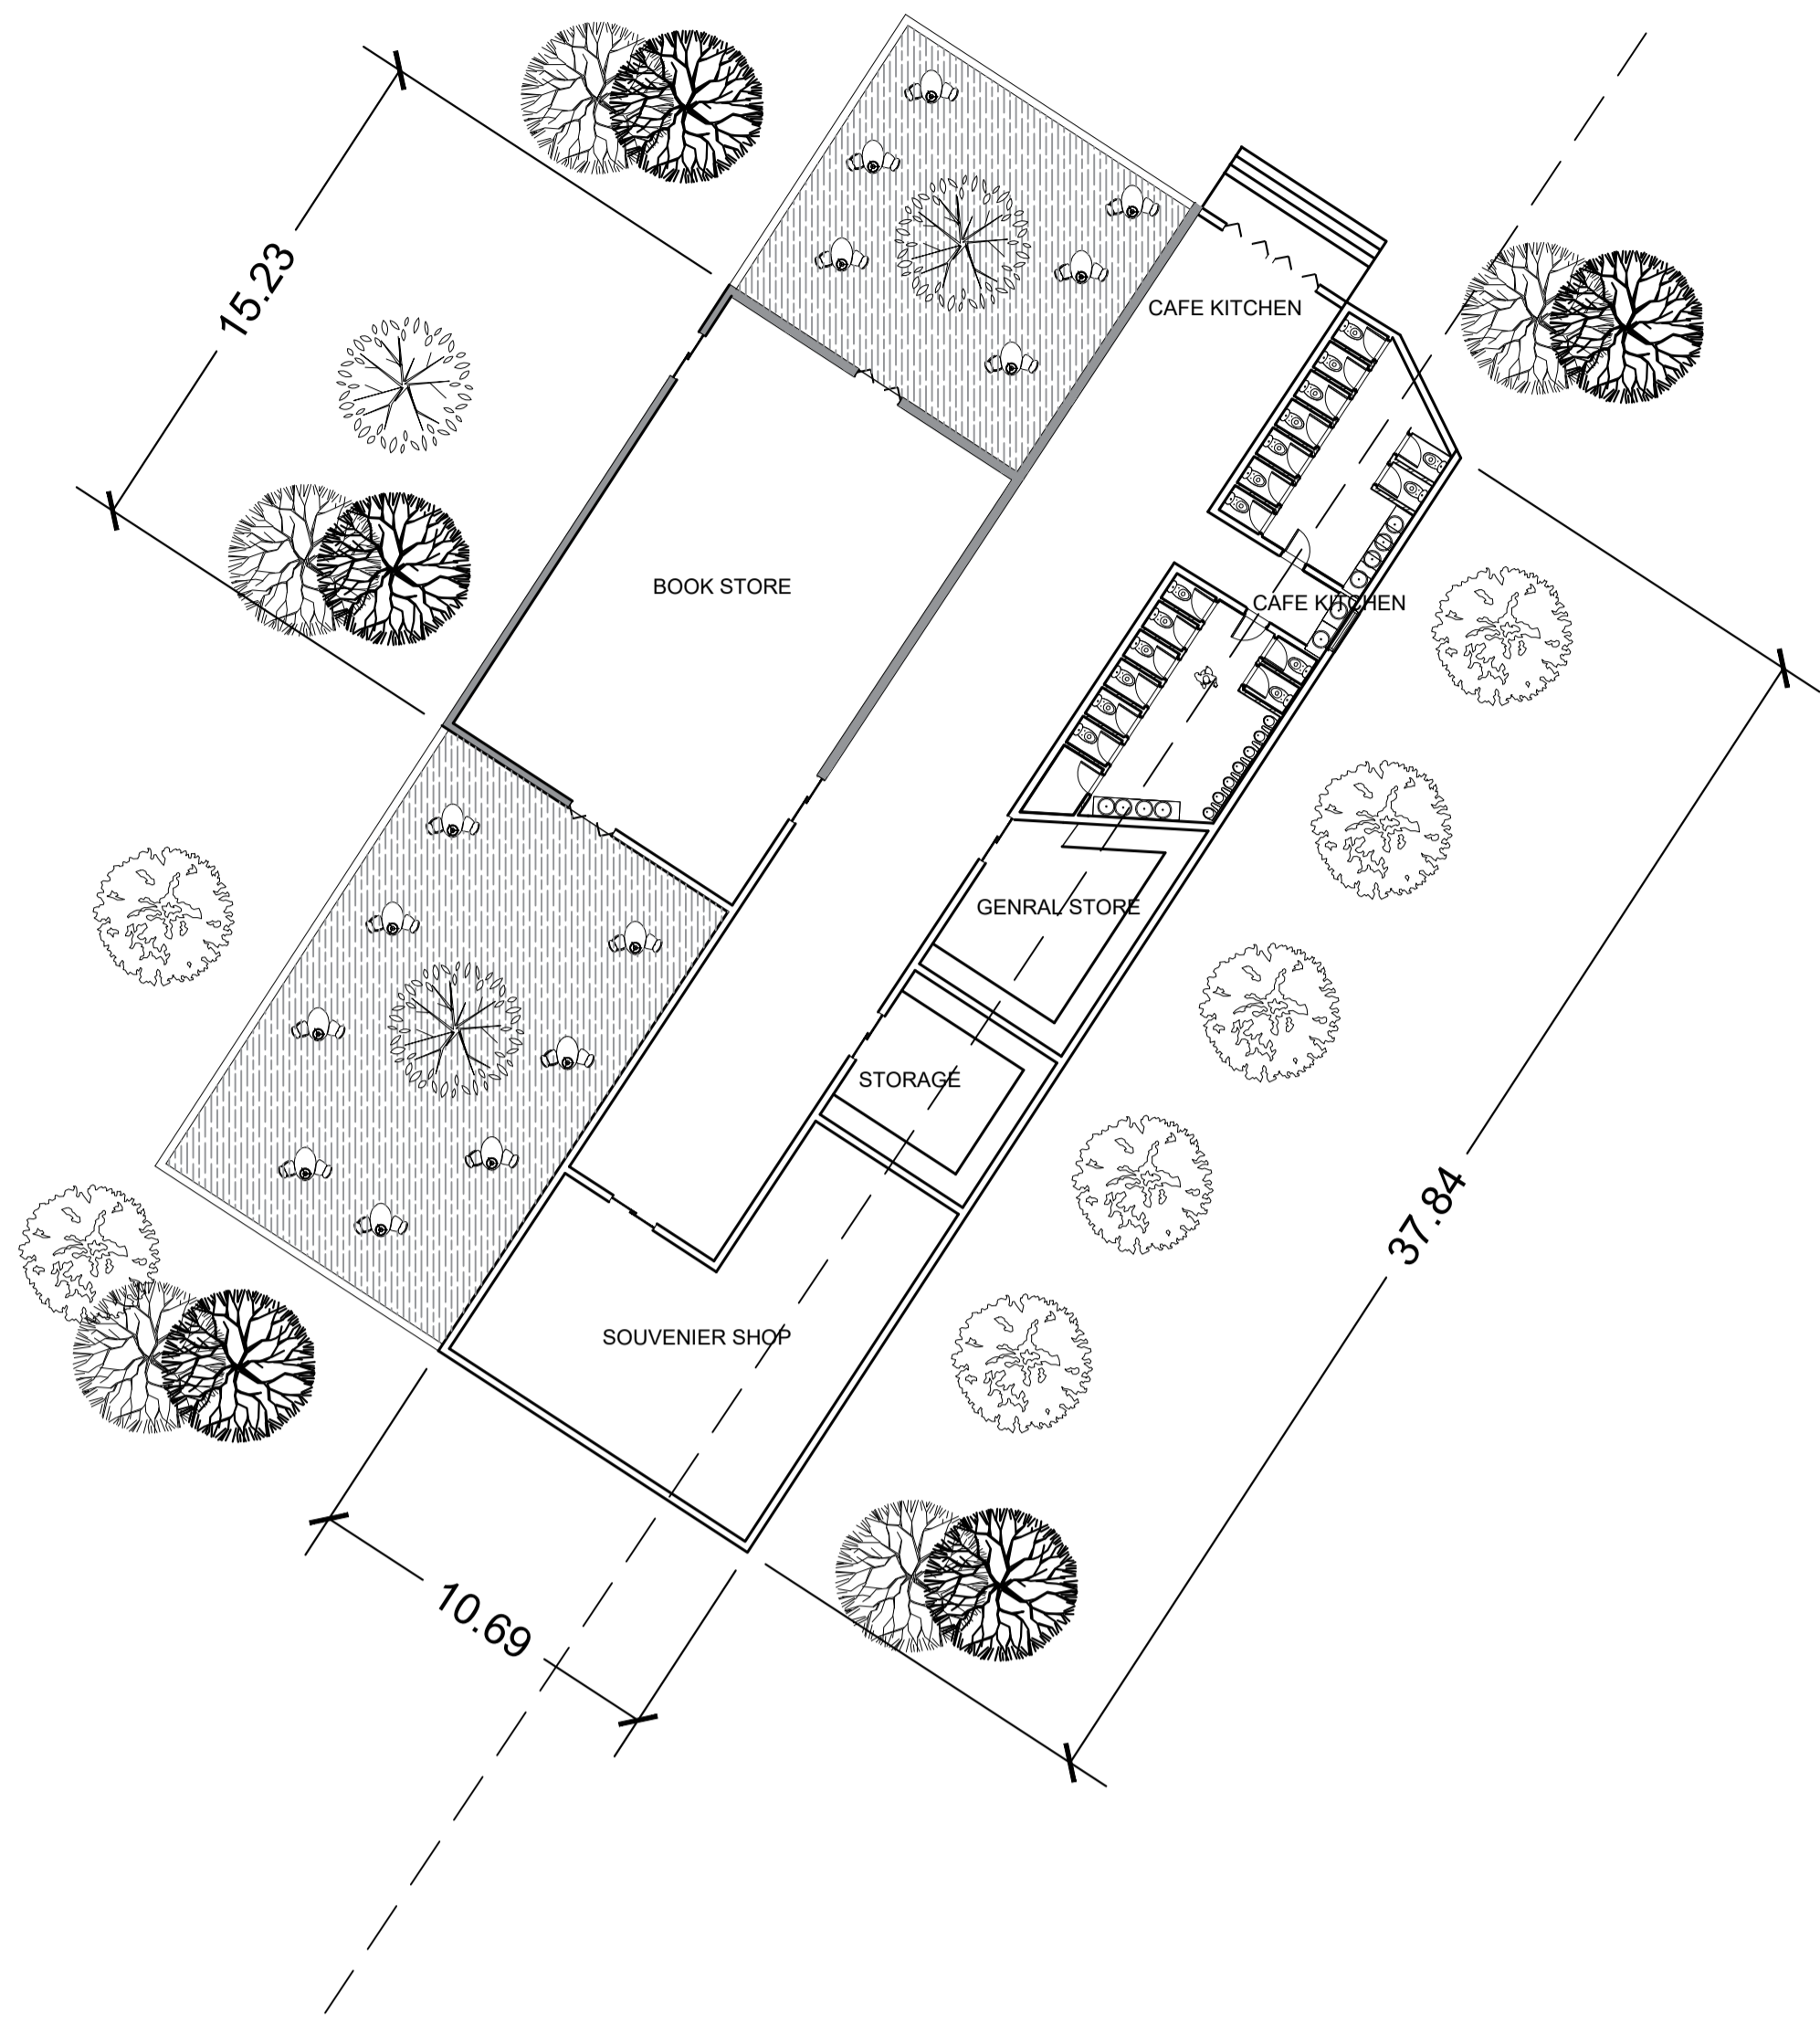 15.23
CAFE KITCHEN
BOOK STORE
CAFE KITCHEN
GENRAL STORE
STORAGE
37.84
SOUVENIER SHOP
10.69